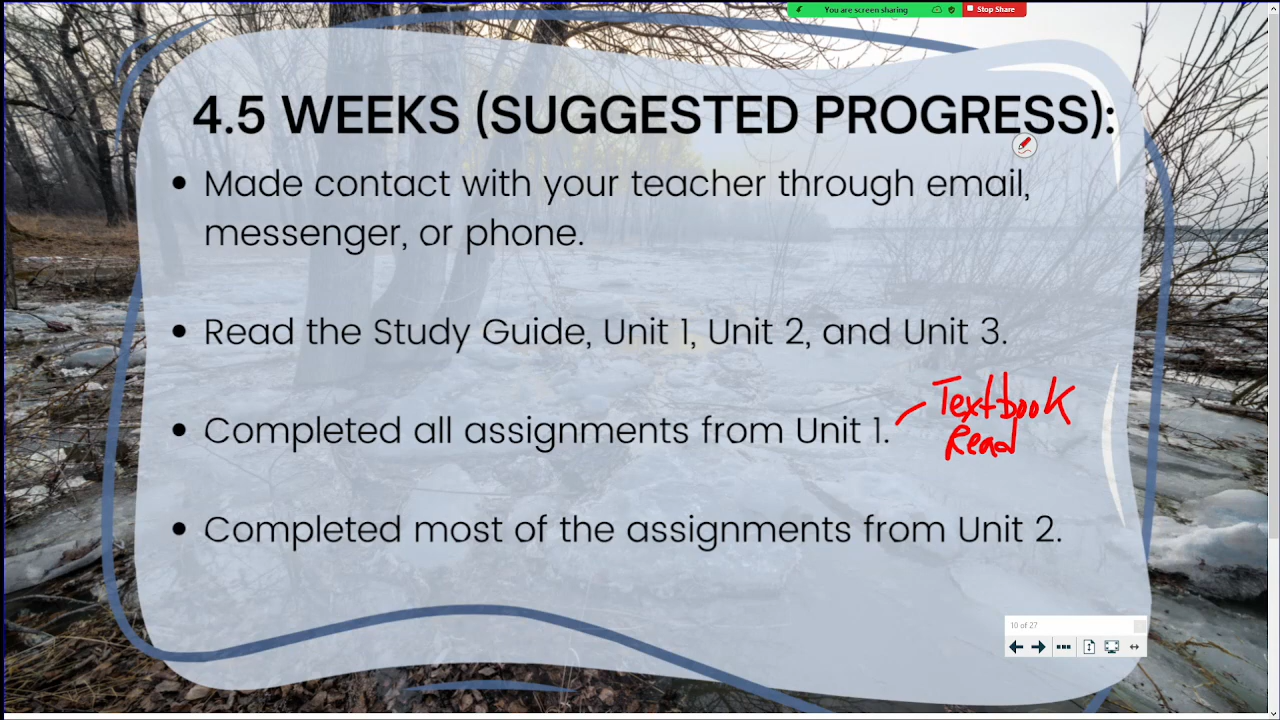 You are screen sharing
Stop Share
4.5 WEEKS (SUGGESTED PROGRESS):
• Made contact with your teacher through email,
messenger, or phone.
• Read the Study Guide, Unit 1, Unit 2, and Unit 3.
• Completed all assignments from Unit 1.
Textbook
Read
• Completed most of the assignments from Unit 2.
10 of 27